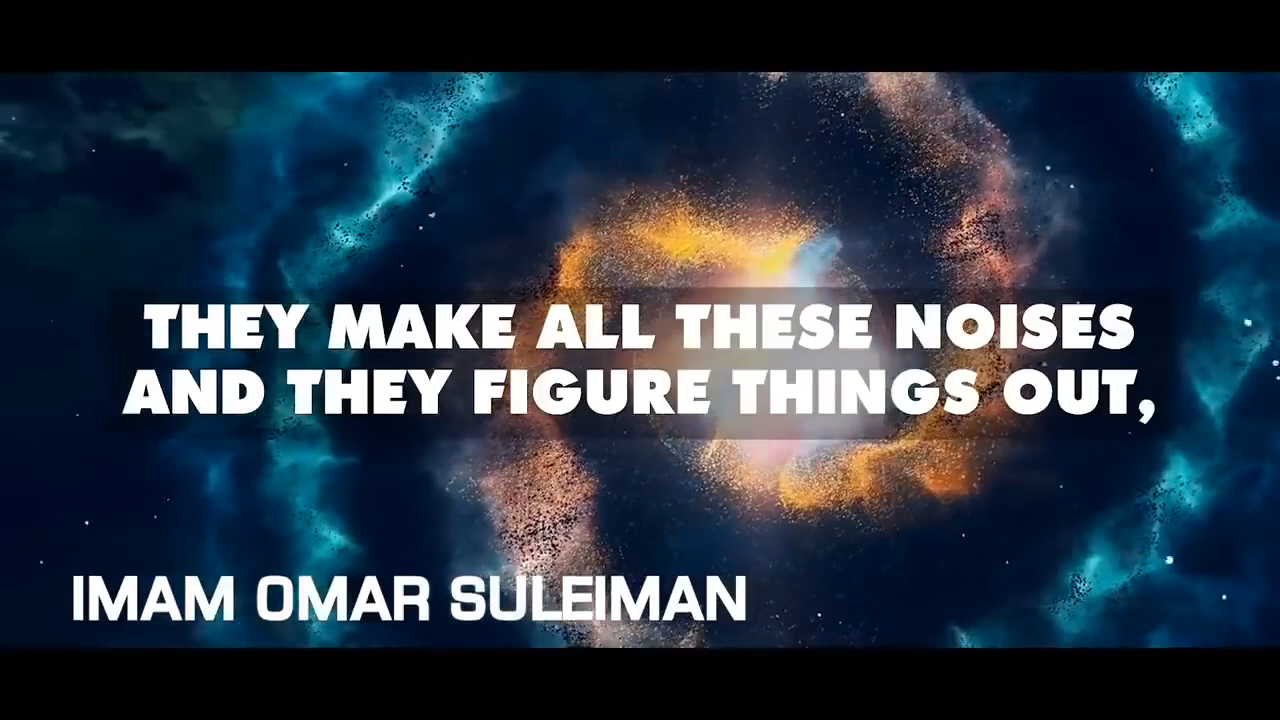 THEY MAKE ALL THESE NOISES
AND THEY FIGURE THINGS OUT,
IMAM OMAR SULEIMAN